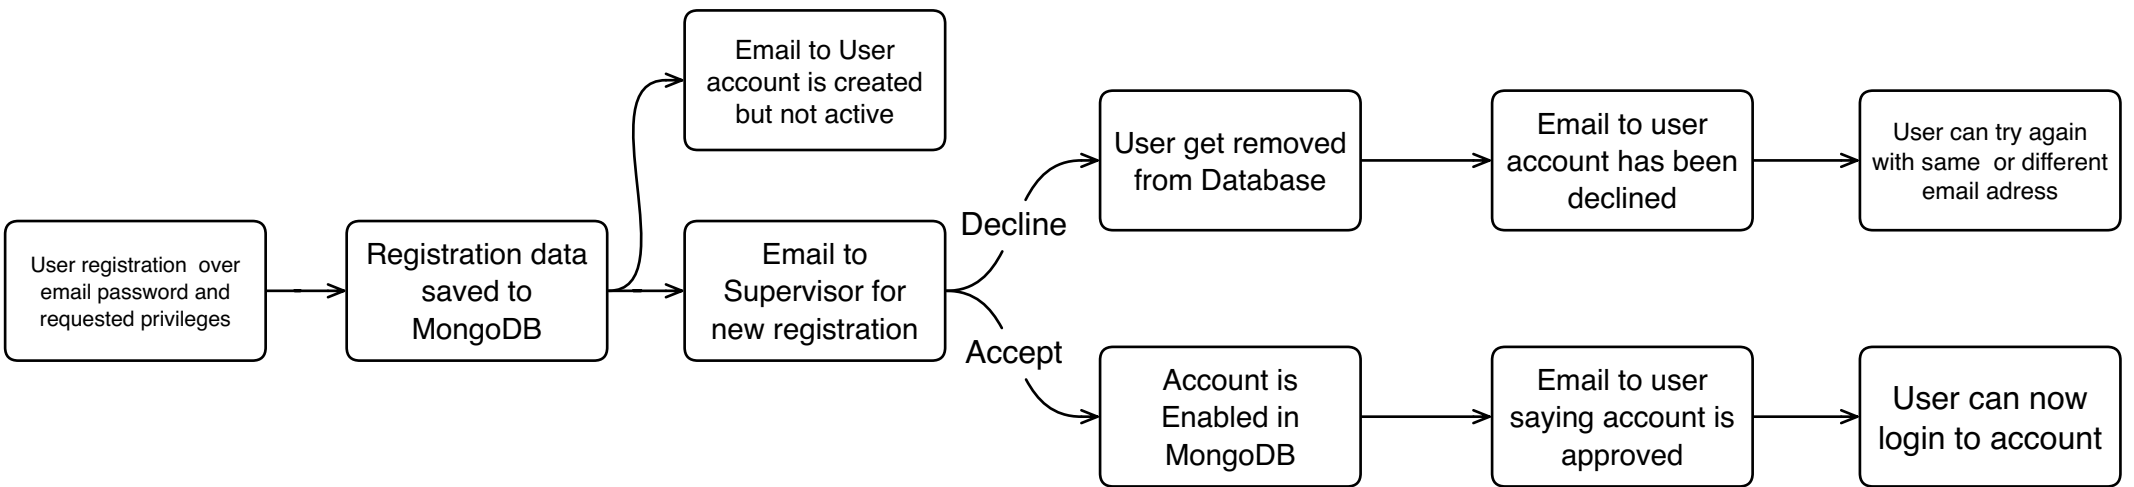 User registration  over
email password and
requested privileges
Registration data
saved to
MongoDB
Email to User
account is created
but not active
Email to
Supervisor for
new registration
Decline
User get removed
from Database
Email to user
account has been
declined
User can try again
with same  or different
email adress
Accept
Account is
Enabled in
MongoDB
Email to user
saying account is
approved
User can now
login to account